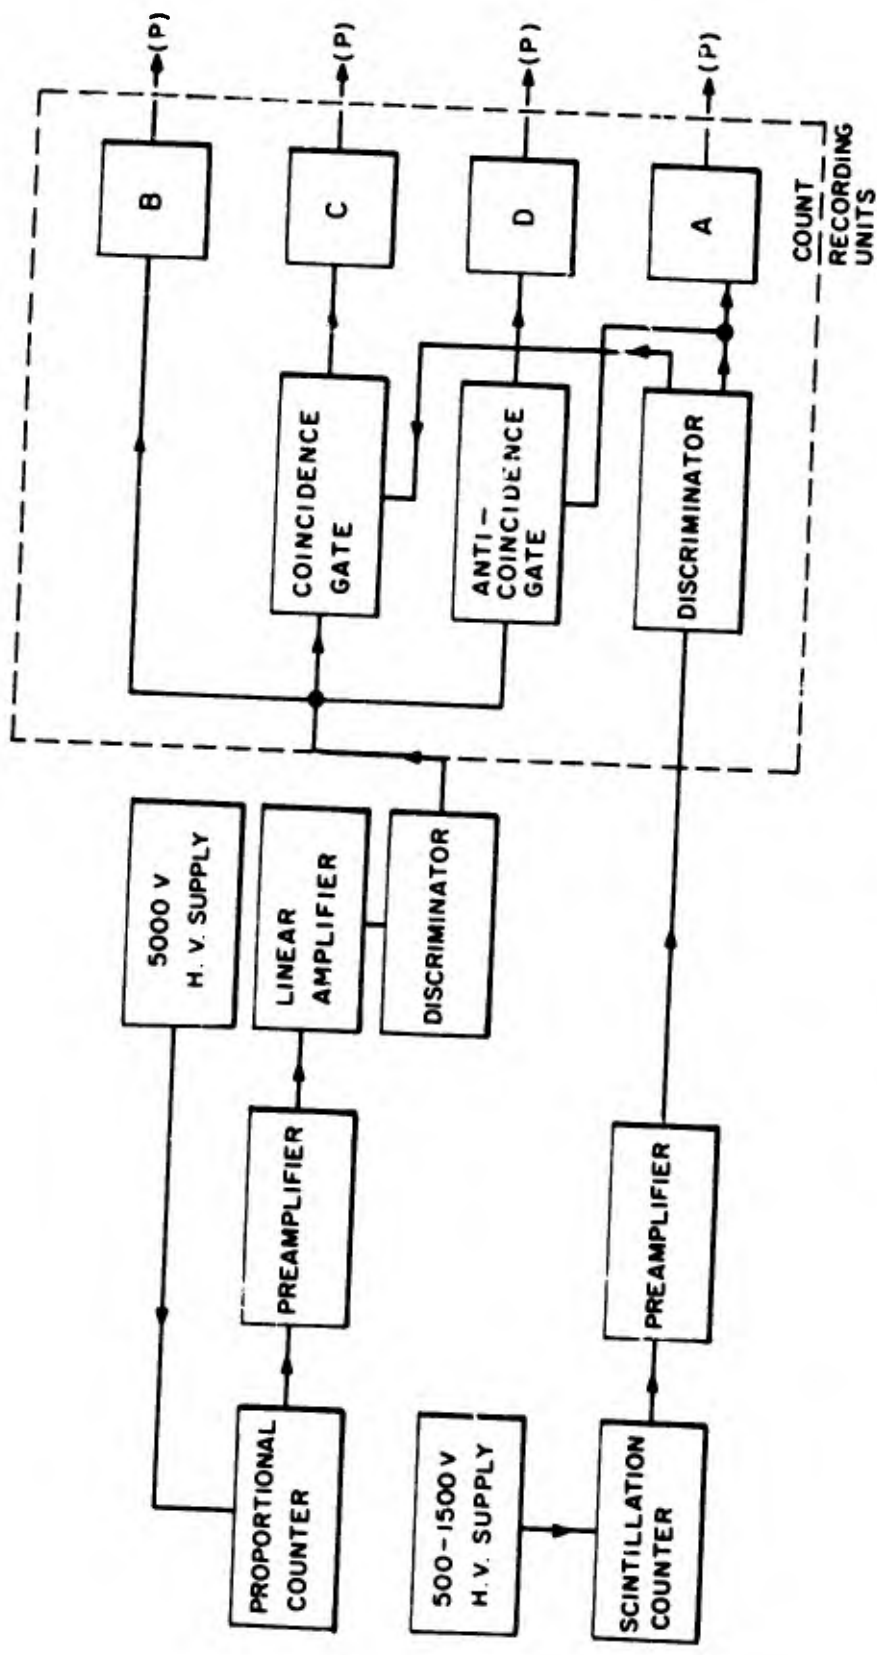 (P)
(P)
(P)
(P)
B
C
D
A
COUNT
RECORDING
UNITS
COINCIDENCE
GATE
ANTI-
COINCIDENCE
GATE
DISCRIMINATOR
5000 V
H. V. SUPPLY
LINEAR
AMPLIFIER
DISCRIMINATOR
PREAMPLIFIER
PREAMPLIFIER
PROPORTIONAL
COUNTER
500-1500 V
H.V. SUPPLY
SCINTILLATION
COUNTER